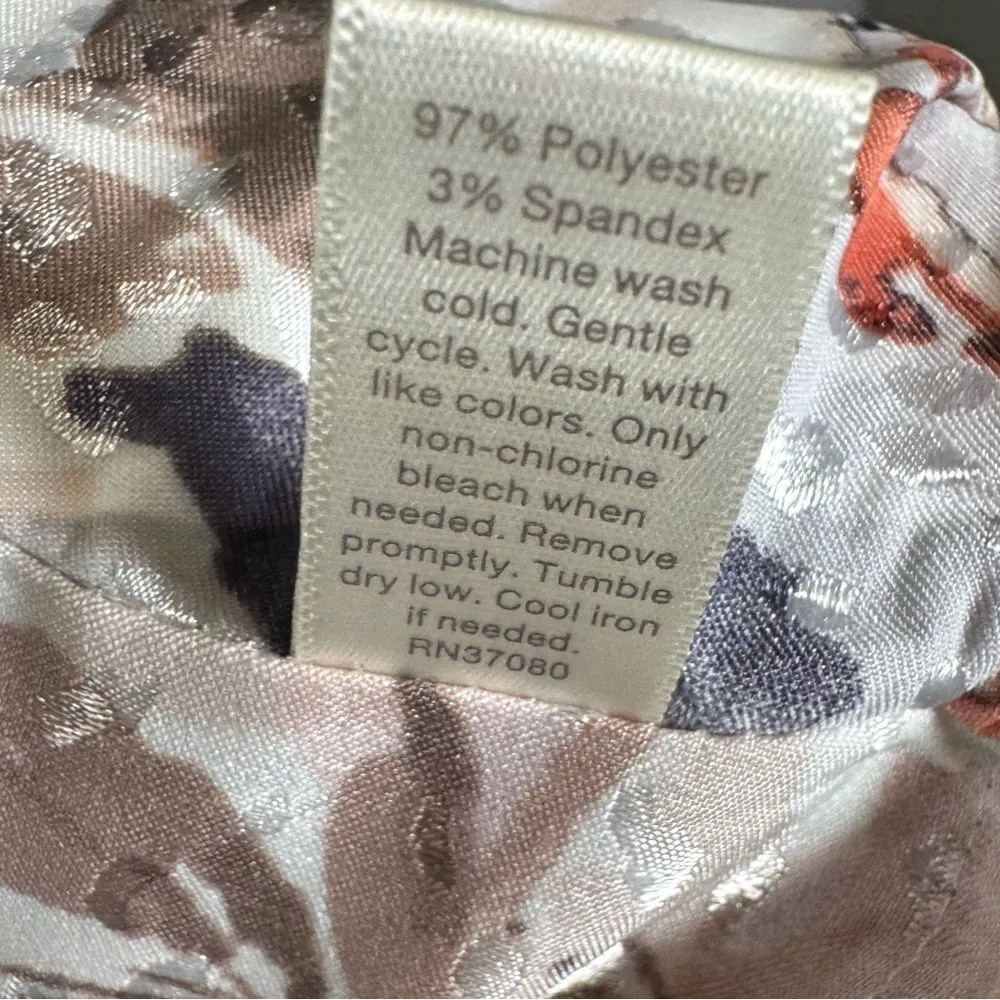 97% Polyester
3% Spandex
Machine wash
cold. Gentle
cycle. Wash with
like colors. Only
non-chlorine
bleach when
needed. Remove
promptly. Tumble
dry low. Cool iron
if needed.
RN37080